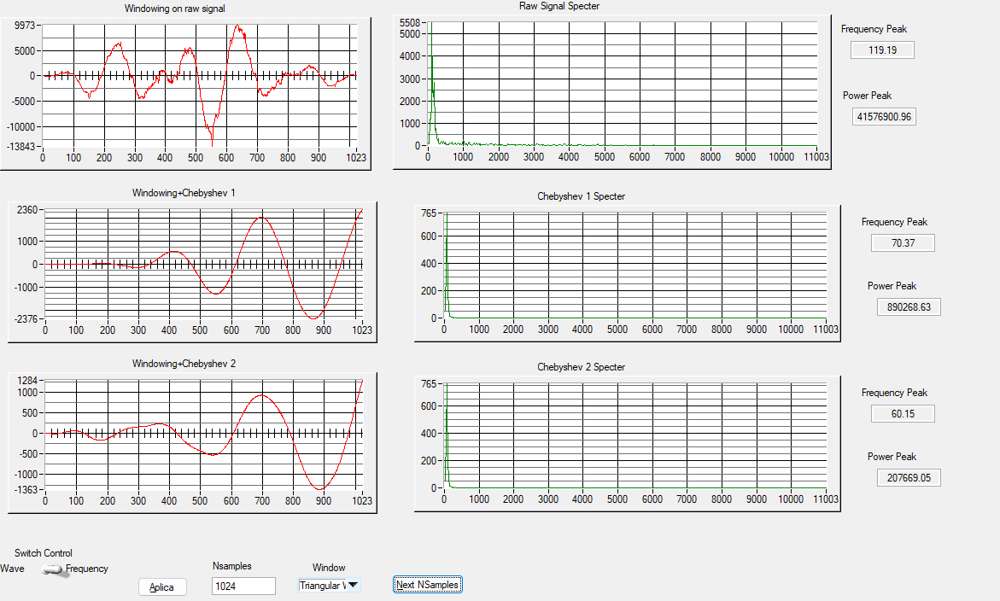 Windowing on raw signal
9973
5000
0
-5000
-10000
-13843
0 100 200 300 400 500 600 700 800 900 1023
Raw Signal Specter
5508
5000
4000
3000
2000
1000
0
0 1000 2000 3000 4000 5000 6000 7000 8000 9000 10000 11003
Frequency Peak
119.19
Power Peak
41576900.96
Windowing+Chebyshev 1
2360
1000
0
-1000
-2376
0 100 200 300 400 500 600 700 800 900 1023
Chebyshev 1 Specter
765
600
400
200
0
0 1000 2000 3000 4000 5000 6000 7000 8000 9000 10000 11003
Frequency Peak
70.37
Power Peak
890268.63
Windowing+Chebyshev 2
1284
1000
500
0
-500
-1000
-1363
0 100 200 300 400 500 600 700 800 900 1023
Chebyshev 2 Specter
765
600
400
200
0
0 1000 2000 3000 4000 5000 6000 7000 8000 9000 10000 11003
Frequency Peak
60.15
Power Peak
207669.05
Switch Control
Wave Frequency
Aplica
Nsamples
1024
Window
Triangular
Next NSamples